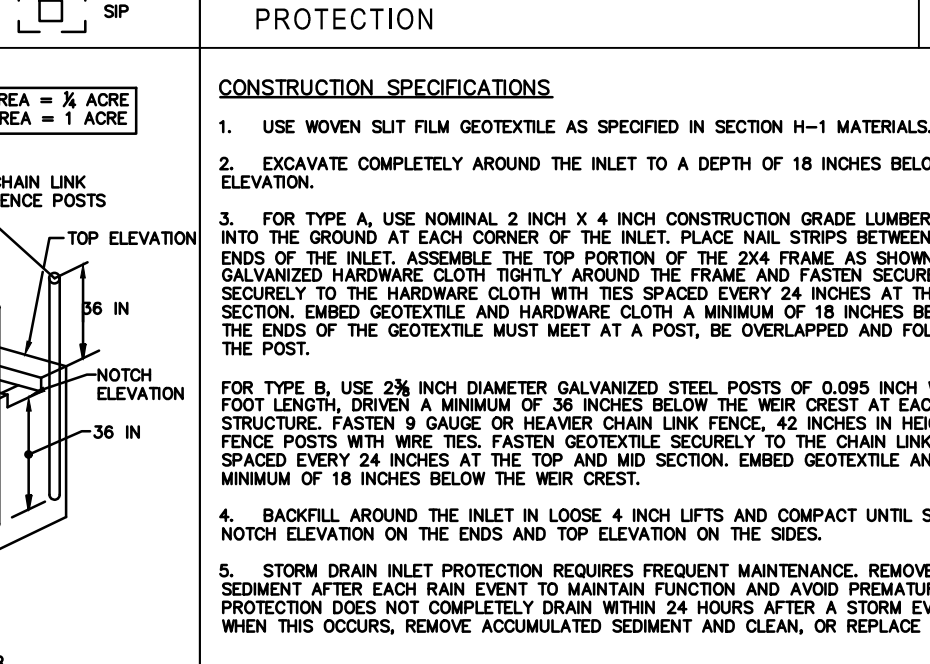 SIP
PROTECTION
AREA = ¼ ACRE
AREA = 1 ACRE
CHAIN LINK
FENCE POSTS
TOP ELEVATION
36 IN
NOTCH
ELEVATION
36 IN
CONSTRUCTION SPECIFICATIONS
1. USE WOVEN SLIT FILM GEOTEXTILE AS SPECIFIED IN SECTION H-1 MATERIALS.
2. EXCAVATE COMPLETELY AROUND THE INLET TO A DEPTH OF 18 INCHES
ELEVATION.
3. FOR TYPE A, USE NOMINAL 2 INCH X 4 INCH CONSTRUCTION GRADE LUMBER
INTO THE GROUND AT EACH CORNER OF THE INLET. PLACE NAIL STRIPS BETWEEN
ENDS OF THE INLET. ASSEMBLE THE TOP PORTION OF THE 2X4 FRAME AS SHOWN
GALVANIZED HARDWARE CLOTH TIGHTLY AROUND THE FRAME AND FASTEN
SECURELY TO THE HARDWARE CLOTH WITH TIES SPACED EVERY 24 INCHES AT
SECTION. EMBED GEOTEXTILE AND HARDWARE CLOTH A MINIMUM OF 18 INCHES
THE ENDS OF THE GEOTEXTILE MUST MEET AT A POST, BE OVERLAPPED AND
THE POST.
FOR TYPE B, USE 2⅜ INCH DIAMETER GALVANIZED STEEL POSTS OF 0.095 INCH
FOOT LENGTH, DRIVEN A MINIMUM OF 36 INCHES BELOW THE WEIR CREST AT
STRUCTURE. FASTEN 9 GAUGE OR HEAVIER CHAIN LINK FENCE, 42 INCHES IN
FENCE POSTS WITH WIRE TIES. FASTEN GEOTEXTILE SECURELY TO THE CHAIN LINK
SPACED EVERY 24 INCHES AT THE TOP AND MID SECTION. EMBED GEOTEXTILE
MINIMUM OF 18 INCHES BELOW THE WEIR CREST.
4. BACKFILL AROUND THE INLET IN LOOSE 4 INCH LIFTS AND COMPACT UNTIL
NOTCH ELEVATION ON THE ENDS AND TOP ELEVATION ON THE SIDES.
5. STORM DRAIN INLET PROTECTION REQUIRES FREQUENT MAINTENANCE. REMOVE
SEDIMENT AFTER EACH RAIN EVENT TO MAINTAIN FUNCTION AND AVOID
PROTECTION DOES NOT COMPLETELY DRAIN WITHIN 24 HOURS AFTER A STORM
WHEN THIS OCCURS, REMOVE ACCUMULATED SEDIMENT AND CLEAN, OR REPLACE